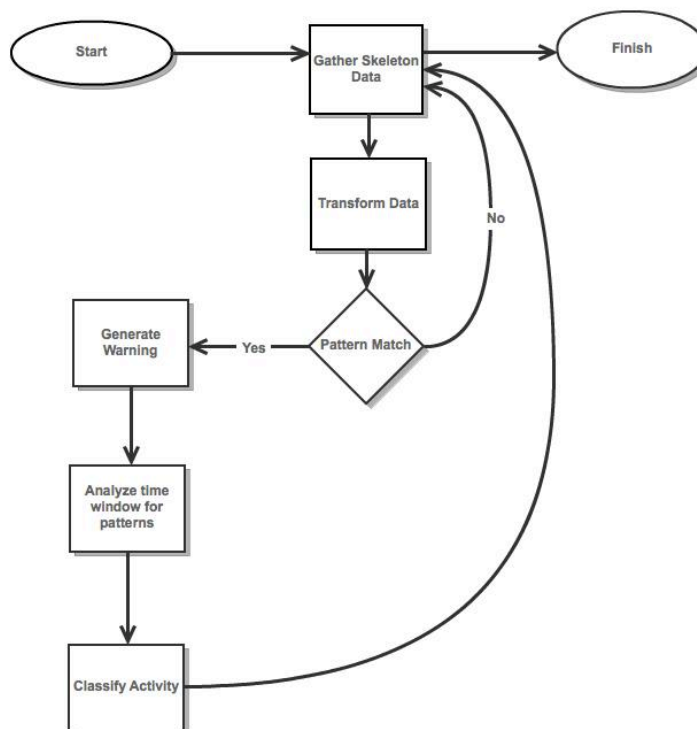 Start
Gather Skeleton
Data
Finish
Transform Data
No
Pattern Match
Yes
Generate
Warning
Analyze time
window for
patterns
Classify Activity